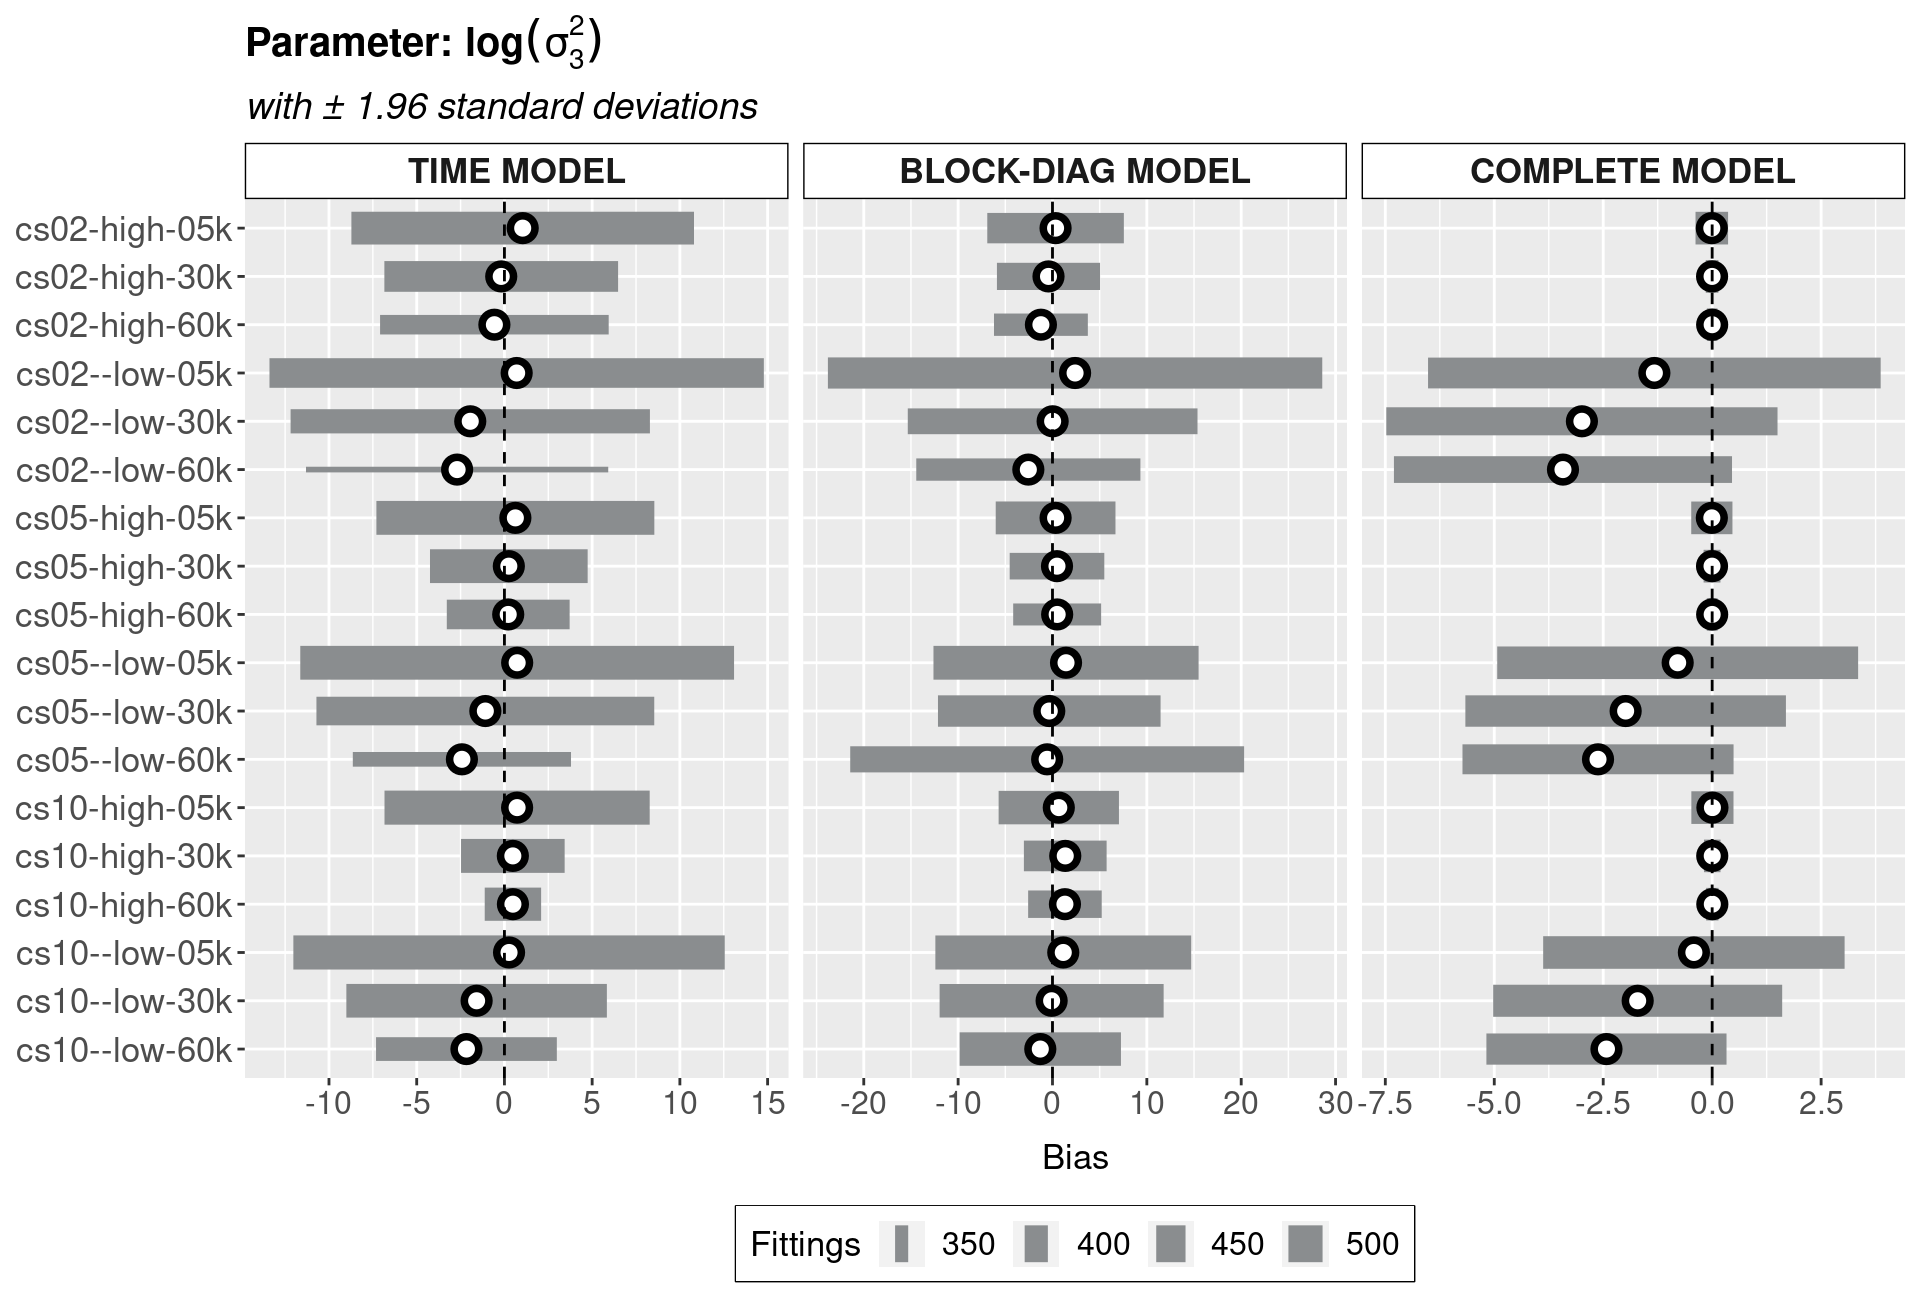 Parameter: log(σ₃²)
with ± 1.96 standard deviations
TIME MODEL BLOCK-DIAG MODEL COMPLETE MODEL
cs02-high-05k
cs02-high-30k
cs02-high-60k
cs02--low-05k
cs02--low-30k
cs02--low-60k
cs05-high-05k
cs05-high-30k
cs05-high-60k
cs05--low-05k
cs05--low-30k
cs05--low-60k
cs10-high-05k
cs10-high-30k
cs10-high-60k
cs10--low-05k
cs10--low-30k
cs10--low-60k
-10 -5 0 5 10 15 -20 -10 0 10 20 30 -7.5 -5.0 -2.5 0.0 2.5
Bias
Fittings 350 400 450 500